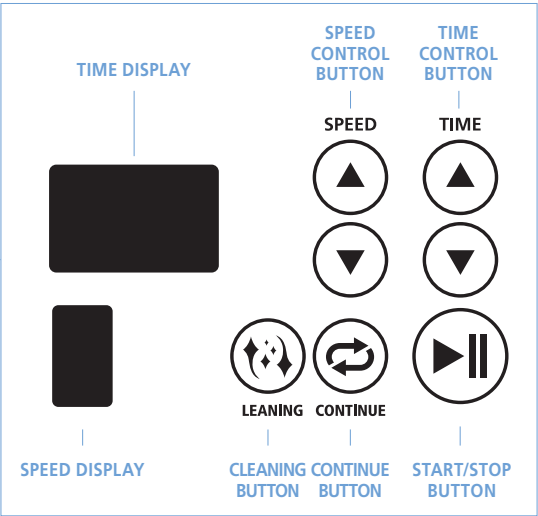 SPEED
CONTROL
BUTTON
TIME
CONTROL
BUTTON
TIME DISPLAY
SPEED
TIME
LEANING
CONTINUE
SPEED DISPLAY
CLEANING
BUTTON
CONTINUE
BUTTON
START/STOP
BUTTON